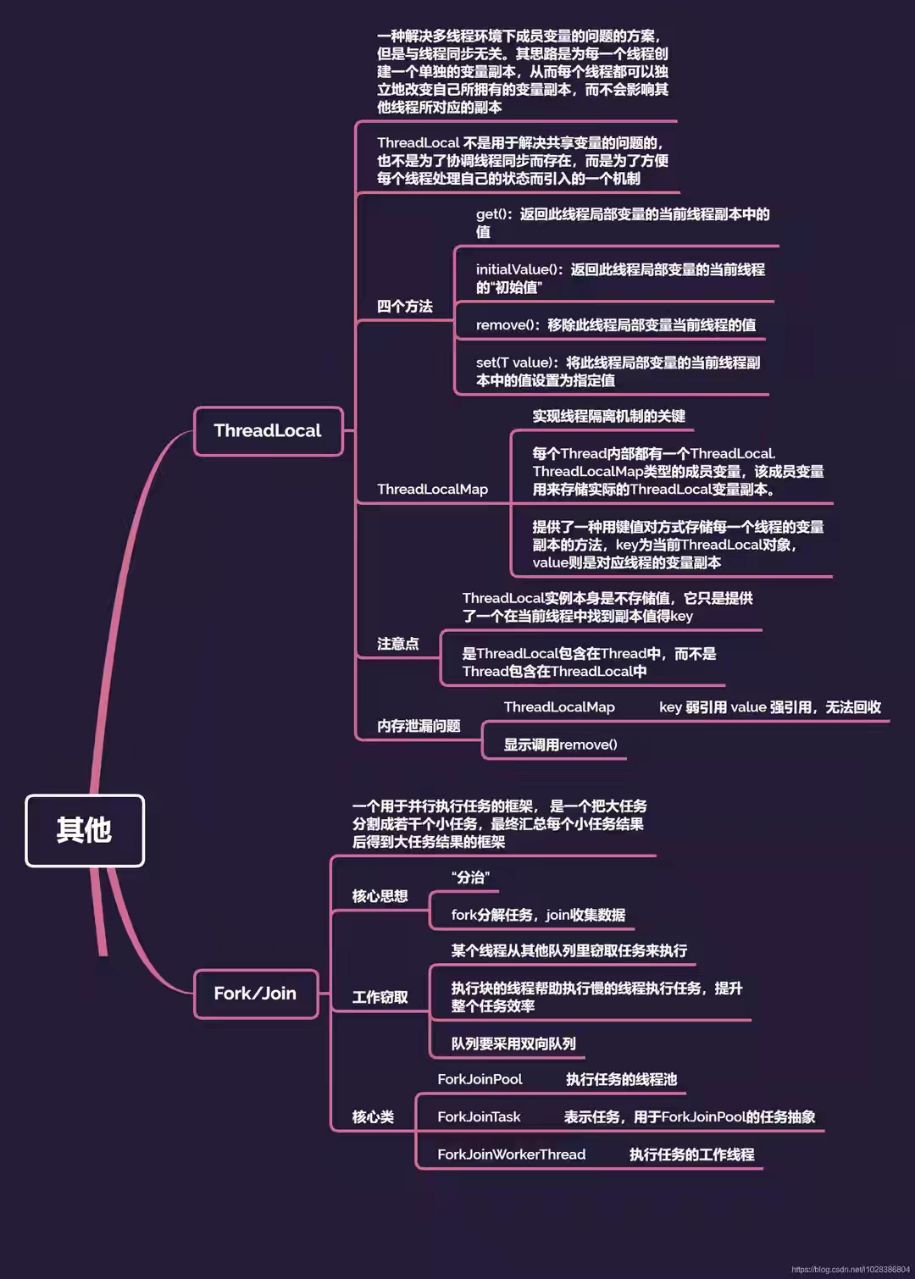 一种解决多线程环境下成员变量的问题的方案，
但是与线程同步无关。其思路是为每一个线程创
建一个单独的变量副本，从而每个线程都可以独
立地改变自己所拥有的变量副本，而不会影响其
他线程所对应的副本
ThreadLocal 不是用于解决共享变量的问题的，
也不是为了协调线程同步而存在，而是为了方便
每个线程处理自己的状态而引入的一个机制
get()：返回此线程局部变量的当前线程副本中的
值
initialValue()：返回此线程局部变量的当前线程
的“初始值”
四个方法
remove()：移除此线程局部变量当前线程的值
set(T value)：将此线程局部变量的当前线程副
本中的值设置为指定值
ThreadLocal
实现线程隔离机制的关键
每个Thread内部都有一个ThreadLocal.
ThreadLocalMap类型的成员变量，该成员变量
用来存储实际的ThreadLocal变量副本。
ThreadLocalMap
提供了一种用键值对方式存储每一个线程的变量
副本的方法，key为当前ThreadLocal对象，
value则是对应线程的变量副本
ThreadLocal实例本身是不存储值，它只是提供
了一个在当前线程中找到副本值得key
注意点
是ThreadLocal包含在Thread中，而不是
Thread包含在ThreadLocal中
ThreadLocalMap key 弱引用 value 强引用，无法回收
内存泄漏问题
显示调用remove()
其他
一个用于并行执行任务的框架， 是一个把大任务
分割成若干个小任务，最终汇总每个小任务结果
后得到大任务结果的框架
“分治”
核心思想
fork分解任务，join收集数据
某个线程从其他队列里窃取任务来执行
Fork/Join
工作窃取
执行块的线程帮助执行慢的线程执行任务，提升
整个任务效率
队列要采用双向队列
ForkJoinPool 执行任务的线程池
核心类
ForkJoinTask 表示任务，用于ForkJoinPool的任务抽象
ForkJoinWorkerThread 执行任务的工作线程
https://blog.csdn.net/l1028386804